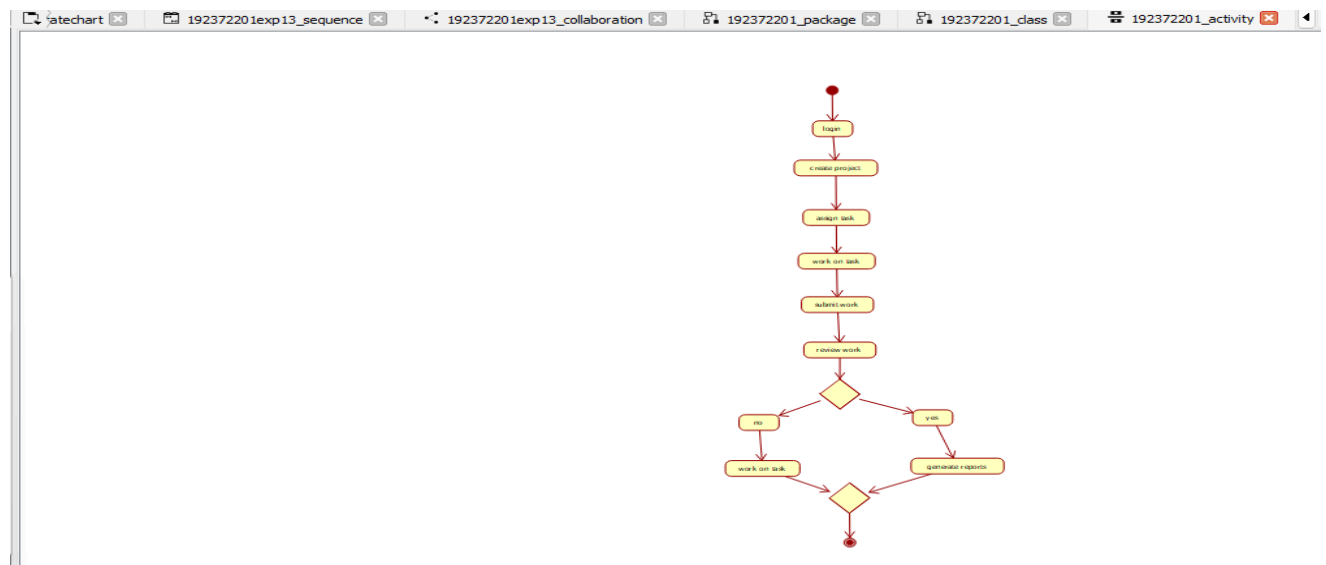 atechart
192372201exp13_sequence
192372201exp13_collaboration
192372201_package
192372201_class
192372201_activity
login
create project
assign task
work on task
submit work
review work
no
yes
work on task
generate reports